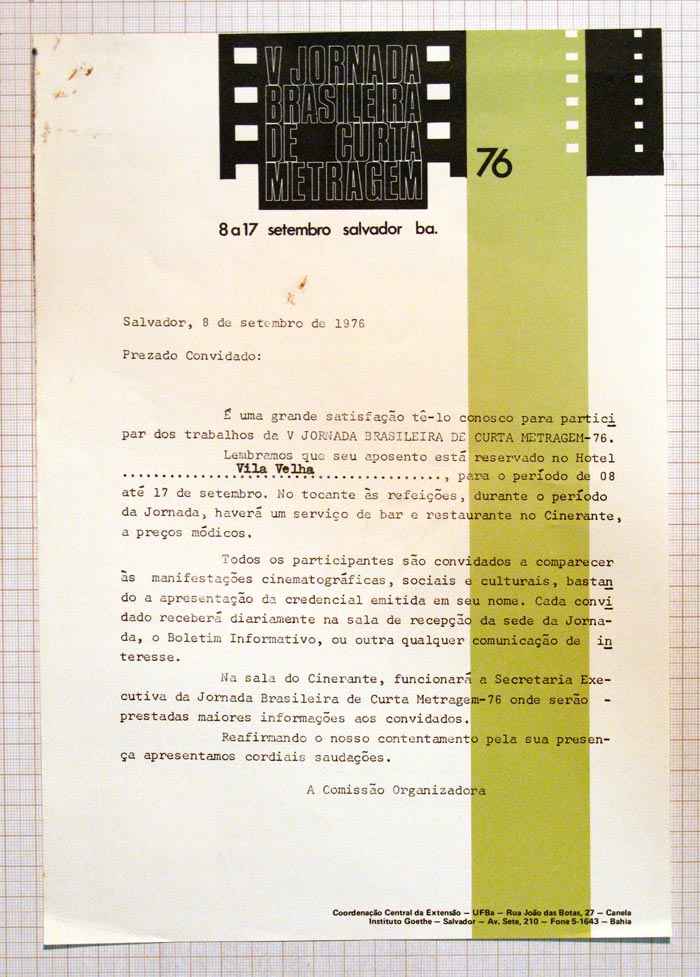 V JORNADA
BRASILEIRA
DE CURTA
METRAGEM
76
8 a 17 setembro salvador ba.
Salvador, 8 de setembro de 1976
Prezado Convidado:
É uma grande satisfação tê-lo conosco para partici
par dos trabalhos da V JORNADA BRASILEIRA DE CURTA METRAGEM-76.
Lembramos que seu aposento está reservado no Hotel
.............Vila Velha......................, para o período de 08
até 17 de setembro. No tocante às refeições, durante o período
da Jornada, haverá um serviço de bar e restaurante no Cinerante,
a preços módicos.
Todos os participantes são convidados a comparecer
às manifestações cinematográficas, sociais e culturais, bastan
do a apresentação da credencial emitida em seu nome. Cada convi
dado receberá diariamente na sala de recepção da sede da Jorna-
da, o Boletim Informativo, ou outra qualquer comunicação de in
teresse.
Na sala do Cinerante, funcionará a Secretaria Exe-
cutiva da Jornada Brasileira de Curta Metragem-76 onde serão -
prestadas maiores informações aos convidados.
Reafirmando o nosso contentamento pela sua presen-
ça apresentamos cordiais saudações.
A Comissão Organizadora
Coordenação Central da Extensão – UFBa – Rua João das Botas, 27 – Canela
Instituto Goethe – Salvador – Av. Sete, 210 – Fone 5-1643 – Bahia